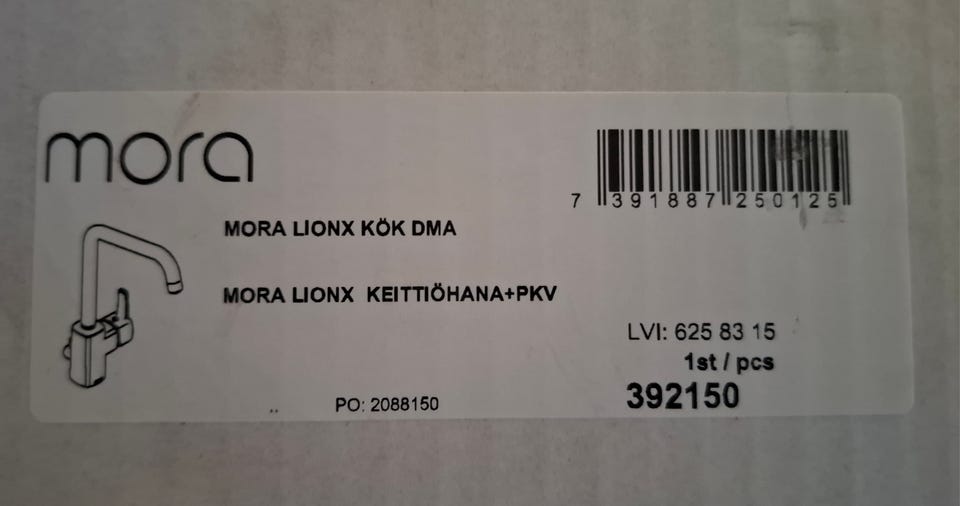 mora
7 391887 250125
MORA LIONX KÖK DMA
MORA LIONX KEITTIÖHANA+PKV
LVI: 625 83 15
1st / pcs
392150
PO: 2088150